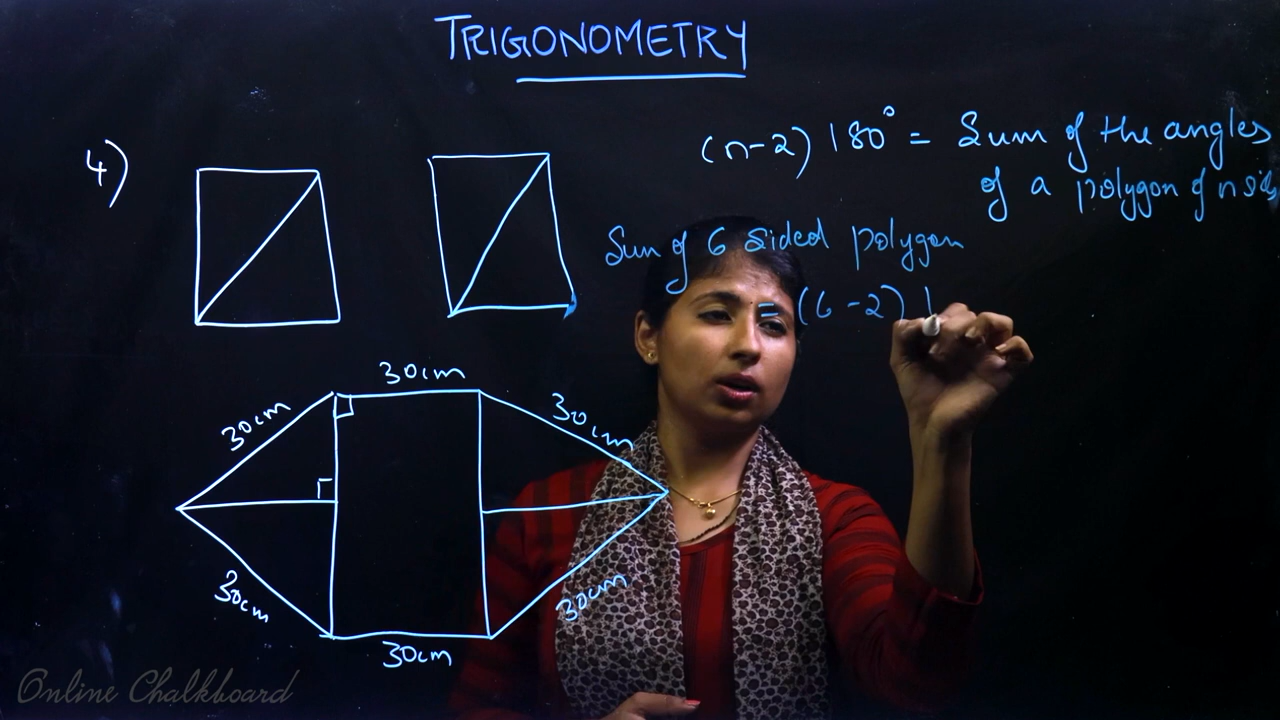 TRIGONOMETRY
4)
(n-2) 180° = Sum of the angles
of a polygon of n sides
Sum of 6 sided polygon
= (6-2) 1
30cm
30cm
30cm
30cm
30cm
30cm
Online Chalkboard